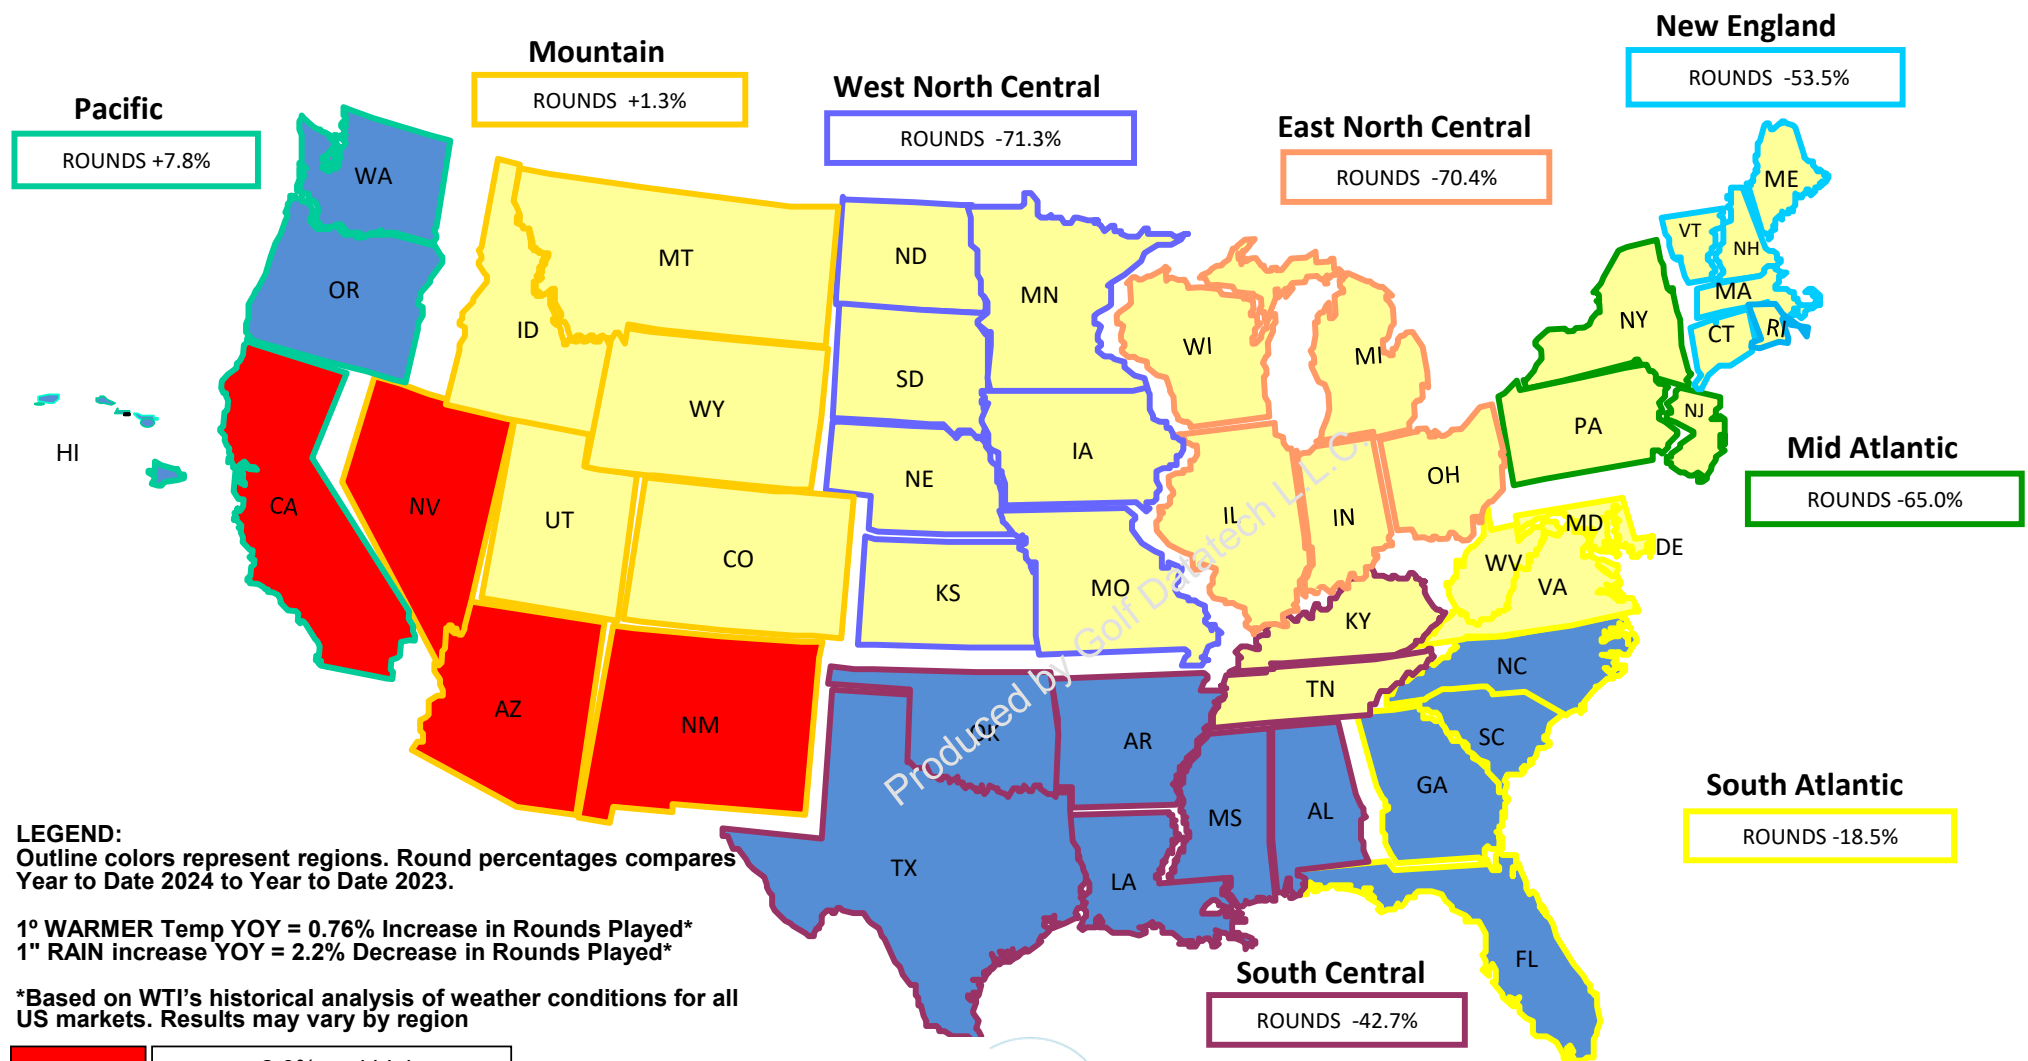 New England
ROUNDS -53.5%
Mountain
ROUNDS +1.3%
West North Central
ROUNDS -71.3%
Pacific
ROUNDS +7.8%
East North Central
ROUNDS -70.4%
WA
OR
MT
ID
ND
MN
WI
MI
ME
VT
NH
MA
CT
RI
NY
SD
WY
IA
PA
NJ
Mid Atlantic
ROUNDS -65.0%
HI
CA
NV
UT
CO
NE
KS
MO
IL
IN
OH
MD
DE
WV
VA
KY
TN
NC
AZ
NM
OK
AR
SC
GA
MS
AL
TX
LA
FL
Produced by Golf Datatech L.L.C.
South Atlantic
ROUNDS -18.5%
South Central
ROUNDS -42.7%
LEGEND:
Outline colors represent regions. Round percentages compares
Year to Date 2024 to Year to Date 2023.
1º WARMER Temp YOY = 0.76% Increase in Rounds Played*
1" RAIN increase YOY = 2.2% Decrease in Rounds Played*
*Based on WTI’s historical analysis of weather conditions for all
US markets. Results may vary by region